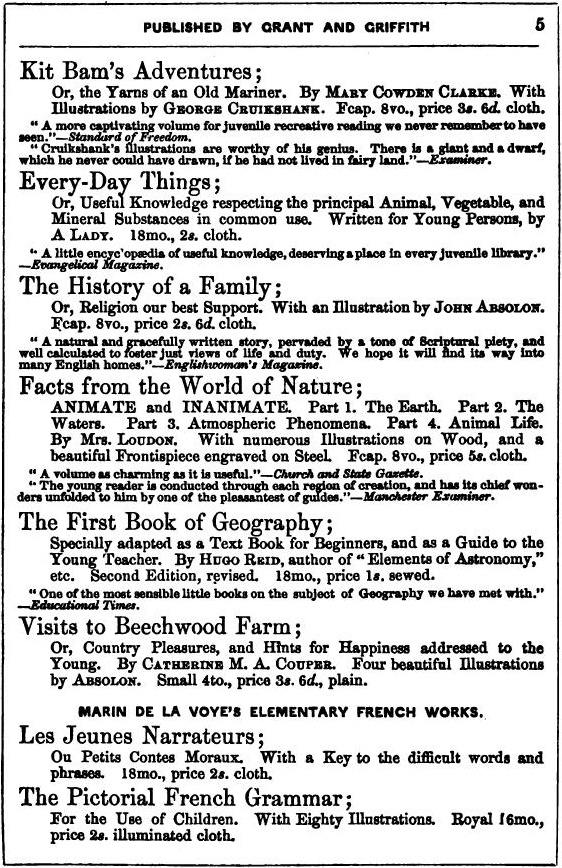 PUBLISHED BY GRANT AND GRIFFITH 5
Kit Bam's Adventures;
Or, the Yarns of an Old Mariner. By MARY COWDEN CLARKE. With
Illustrations by GEORGE CRUIKSHANK. Fcap. 8vo., price 3s. 6d. cloth.
"A more captivating volume for juvenile recreative reading we never remember to have
seen."—Standard of Freedom.
"Cruikshank's illustrations are worthy of his genius. There is a giant and a dwarf,
which he never could have drawn, if he had not lived in fairy land."—Examiner.
Every-Day Things;
Or, Useful Knowledge respecting the principal Animal, Vegetable, and
Mineral Substances in common use. Written for Young Persons, by
A LADY. 18mo., 2s. cloth.
"A little encyc'opædia of useful knowledge, deserving a place in every juvenile library."
—Evangelical Magazine.
The History of a Family;
Or, Religion our best Support. With an Illustration by JOHN ABSOLON.
Fcap. 8vo., price 2s. 6d. cloth.
"A natural and gracefully written story, pervaded by a tone of Scriptural piety, and
well calculated to foster just views of life and duty. We hope it will find its way into
many English homes."—Englishwoman's Magazine.
Facts from the World of Nature;
ANIMATE and INANIMATE. Part 1. The Earth. Part 2. The
Waters. Part 3. Atmospheric Phenomena. Part 4. Animal Life.
By MRS. LOUDON. With numerous Illustrations on Wood, and a
beautiful Frontispiece engraved on Steel. Fcap. 8vo., price 5s. cloth.
"A volume as charming as it is useful."—Church and State Gazette.
"The young reader is conducted through each region of creation, and has its chief won-
ders unfolded to him by one of the pleasantest of guides."—Manchester Examiner.
The First Book of Geography;
Specially adapted as a Text Book for Beginners, and as a Guide to the
Young Teacher. By HUGO REID, author of "Elements of Astronomy,"
etc. Second Edition, revised. 18mo., price 1s. sewed.
"One of the most sensible little books on the subject of Geography we have met with."
—Educational Times.
Visits to Beechwood Farm;
Or, Country Pleasures, and Hints for Happiness addressed to the
Young. By CATHERINE M. A. COUPER. Four beautiful Illustrations
by ABSOLON. Small 4to., price 3s. 6d., plain.
MARIN DE LA VOYE'S ELEMENTARY FRENCH WORKS.
Les Jeunes Narrateurs;
Ou Petits Contes Moraux. With a Key to the difficult words and
phrases. 18mo., price 2s. cloth.
The Pictorial French Grammar;
For the Use of Children. With Eighty Illustrations. Royal 16mo.,
price 2s. illuminated cloth.